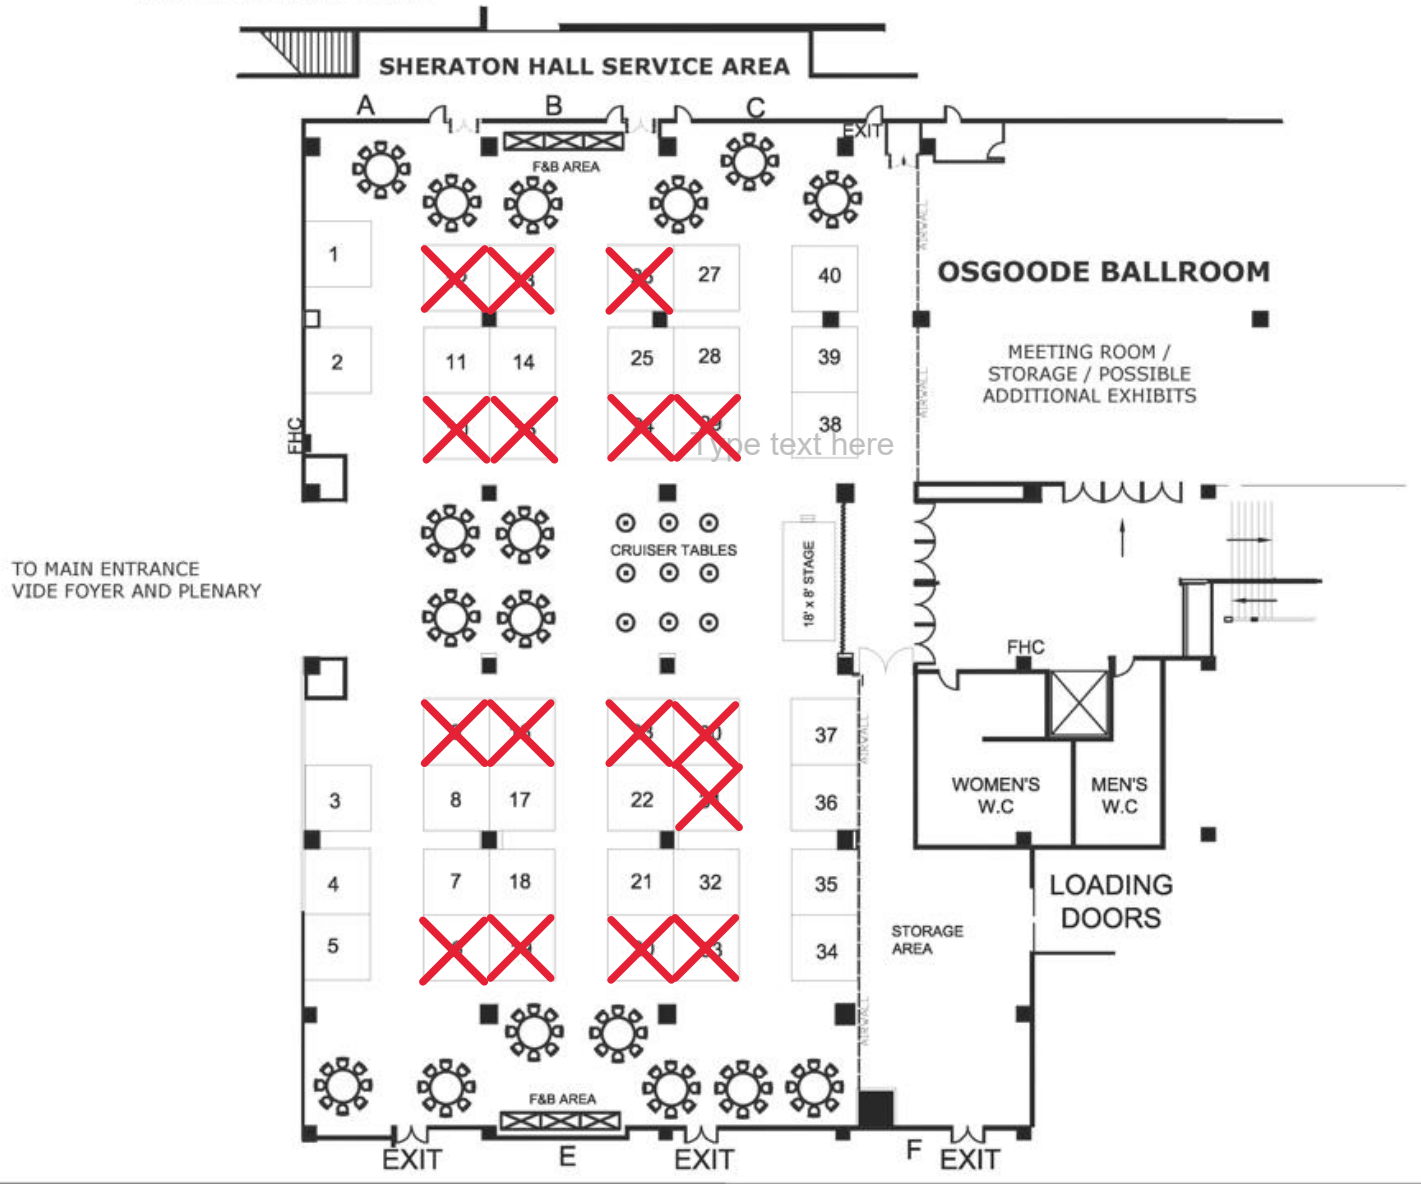 SHERATON HALL SERVICE AREA
A
B
C
EXIT
F&B AREA
AIRWALL
1
27
40
OSGOODE BALLROOM
2
11
14
25
28
39
MEETING ROOM /
STORAGE / POSSIBLE
ADDITIONAL EXHIBITS
AIRWALL
FHC
38
Type text here
CRUISER TABLES
18' x 8' STAGE
TO MAIN ENTRANCE
VIDE FOYER AND PLENARY
FHC
37
AIRWALL
3
8
17
22
36
WOMEN'S
W.C
MEN'S
W.C
4
7
18
21
32
35
LOADING
DOORS
5
34
STORAGE
AREA
AIRWALL
F&B AREA
EXIT
E
EXIT
F
EXIT